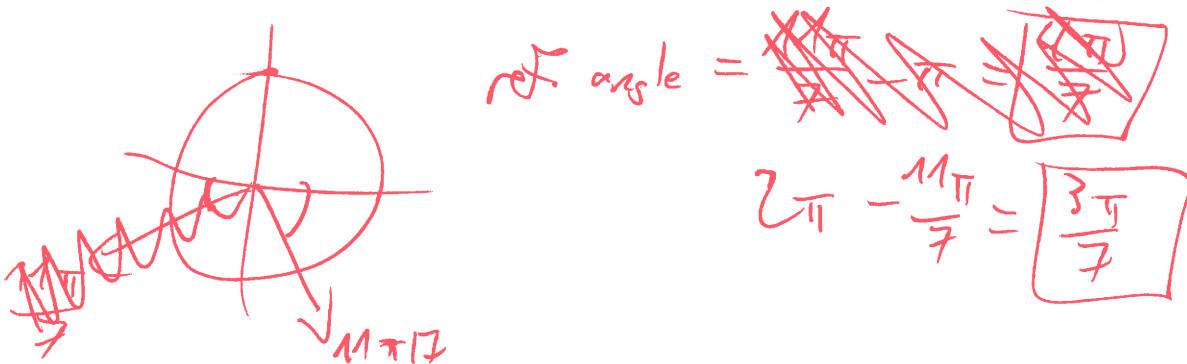 ref. angle =
2π - 11π/7 = 3π/7
11π/7